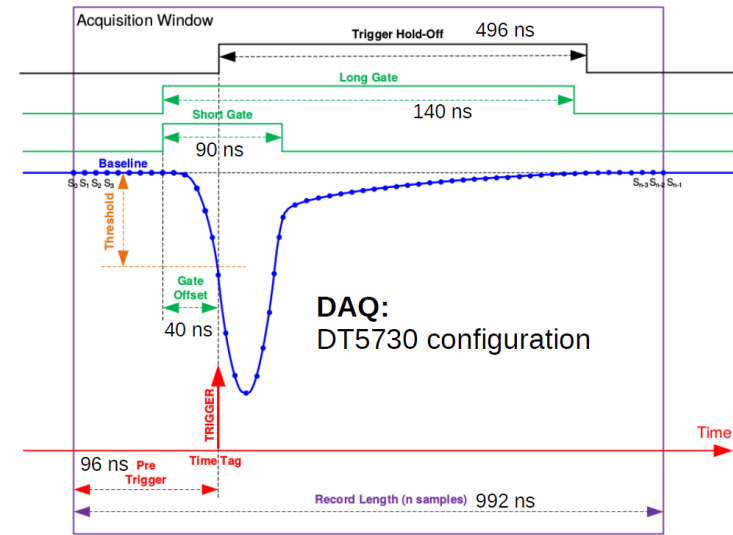 Acquisition Window
Trigger Hold-Off
496 ns
Long Gate
140 ns
Short Gate
90 ns
Baseline
S0 S1 S2 S3
Sn-3 Sn-2 Sn-1
Threshold
Gate
Offset
40 ns
DAQ:
DT5730 configuration
TRIGGER
Time
96 ns
Pre
Trigger
Time Tag
Record Length (n samples)
992 ns